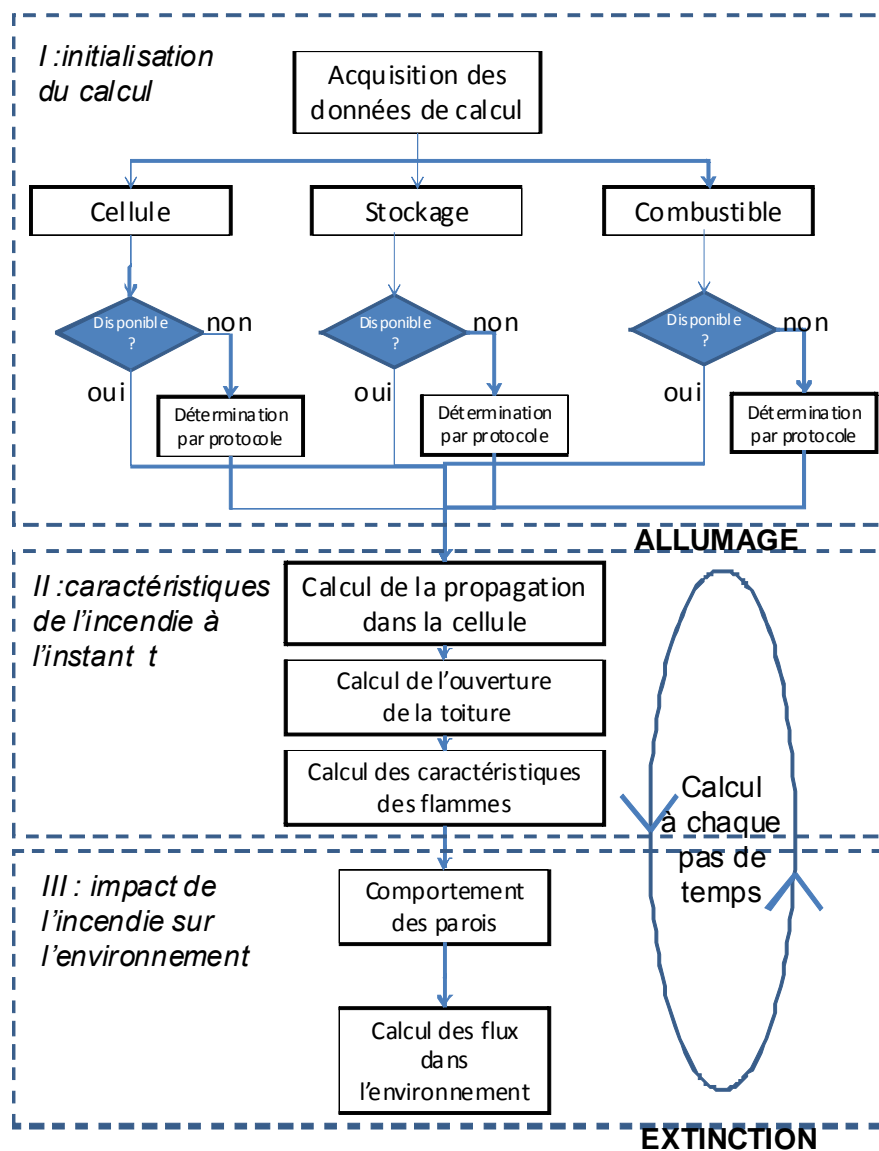 I :initialisation
du calcul
Acquisition des
données de calcul
Cellule
Stockage
Combustible
Disponible
?
non
oui
Disponible
?
non
oui
Disponible
?
non
oui
Détermination
par protocole
Détermination
par protocole
Détermination
par protocole
ALLUMAGE
II :caractéristiques
de l'incendie à
l'instant t
Calcul de la propagation
dans la cellule
Calcul de l'ouverture
de la toiture
Calcul des caractéristiques
des flammes
Calcul
à chaque
pas de
temps
III : impact de
l'incendie sur
l'environnement
Comportement
des parois
Calcul des flux
dans
l'environnement
EXTINCTION